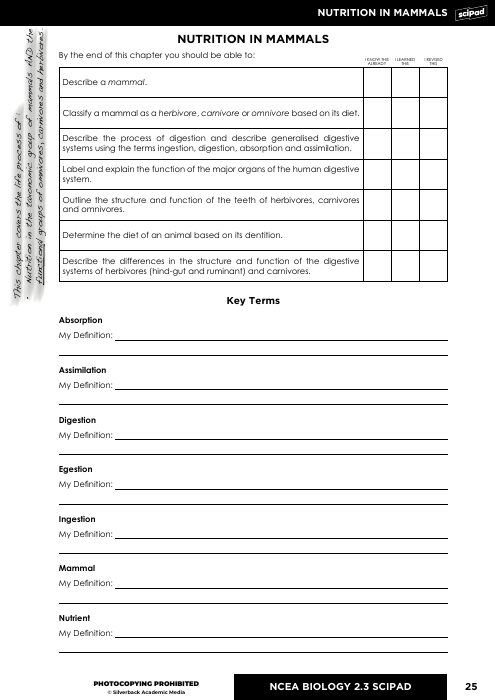 NUTRITION IN MAMMALS scipad
This chapter covers the life process of
• Nutrition in the taxonomic group of mammals AND the
functional groups of omnivores, carnivores and herbivores.
NUTRITION IN MAMMALS
By the end of this chapter you should be able to:
I KNOW THIS ALREADY
I LEARNED THIS
I REVISED THIS
Describe a mammal.
Classify a mammal as a herbivore, carnivore or omnivore based on its diet.
Describe the process of digestion and describe generalised digestive
systems using the terms ingestion, digestion, absorption and assimilation.
Label and explain the function of the major organs of the human digestive
system.
Outline the structure and function of the teeth of herbivores, carnivores
and omnivores.
Determine the diet of an animal based on its dentition.
Describe the differences in the structure and function of the digestive
systems of herbivores (hind-gut and ruminant) and carnivores.
Key Terms
Absorption
My Definition:
Assimilation
My Definition:
Digestion
My Definition:
Egestion
My Definition:
Ingestion
My Definition:
Mammal
My Definition:
Nutrient
My Definition:
PHOTOCOPYING PROHIBITED
© Silverback Academic Media
NCEA BIOLOGY 2.3 SCIPAD
25